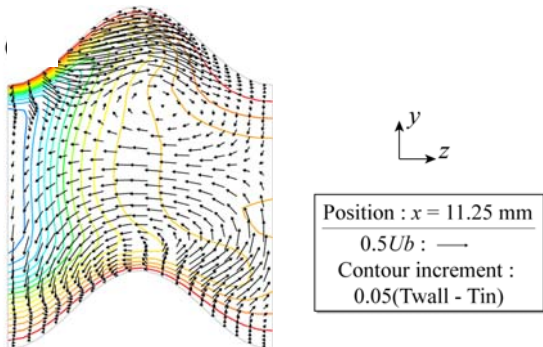 y
z
Position : x = 11.25 mm
0.5Ub :
Contour increment :
0.05(Twall - Tin)